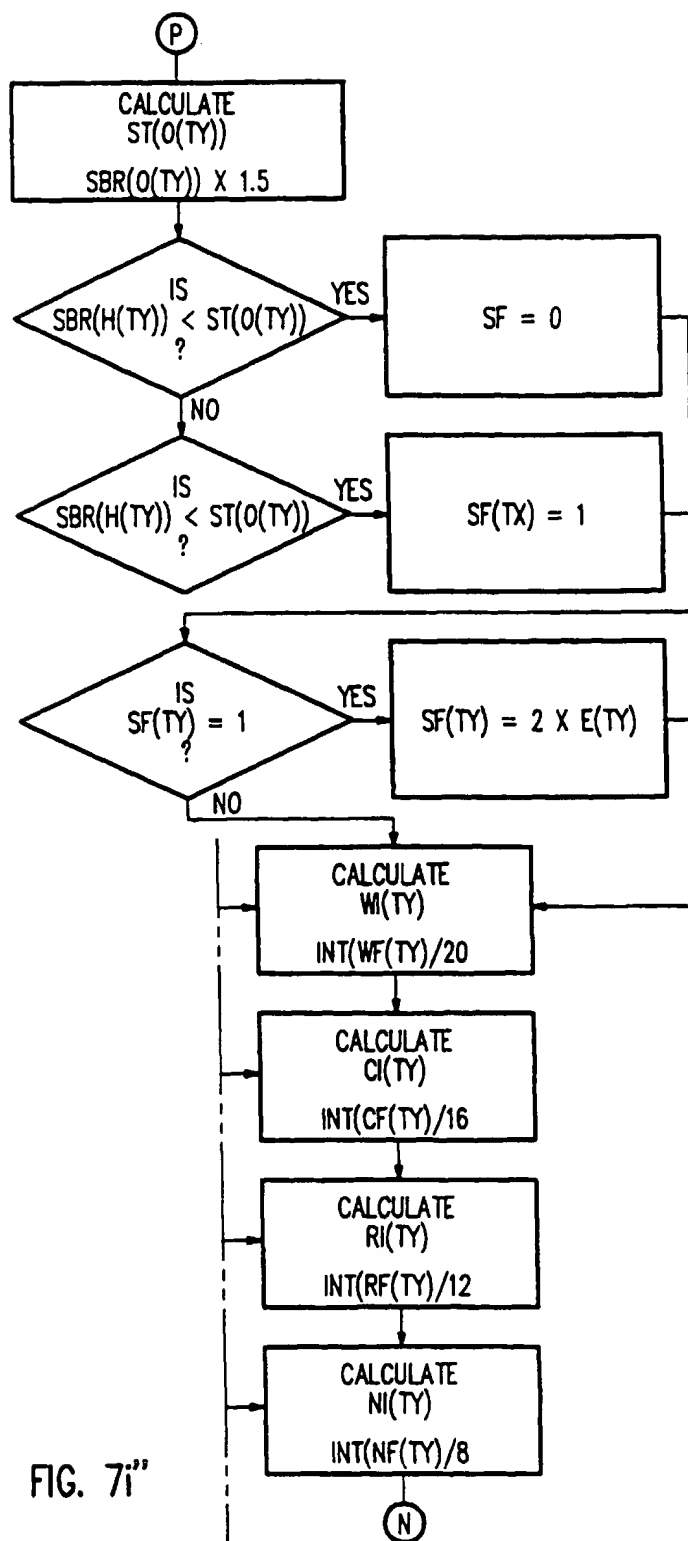 P
CALCULATE
ST(O(TY))
SBR(O(TY)) X 1.5
IS
SBR(H(TY)) < ST(O(TY))
?
YES
SF = 0
NO
IS
SBR(H(TY)) < ST(O(TY))
?
YES
SF(TX) = 1
IS
SF(TY) = 1
?
YES
SF(TY) = 2 X E(TY)
NO
CALCULATE
WI(TY)
INT(WF(TY)/20
CALCULATE
CI(TY)
INT(CF(TY)/16
CALCULATE
RI(TY)
INT(RF(TY)/12
CALCULATE
NI(TY)
INT(NF(TY)/8
FIG. 7i"
N